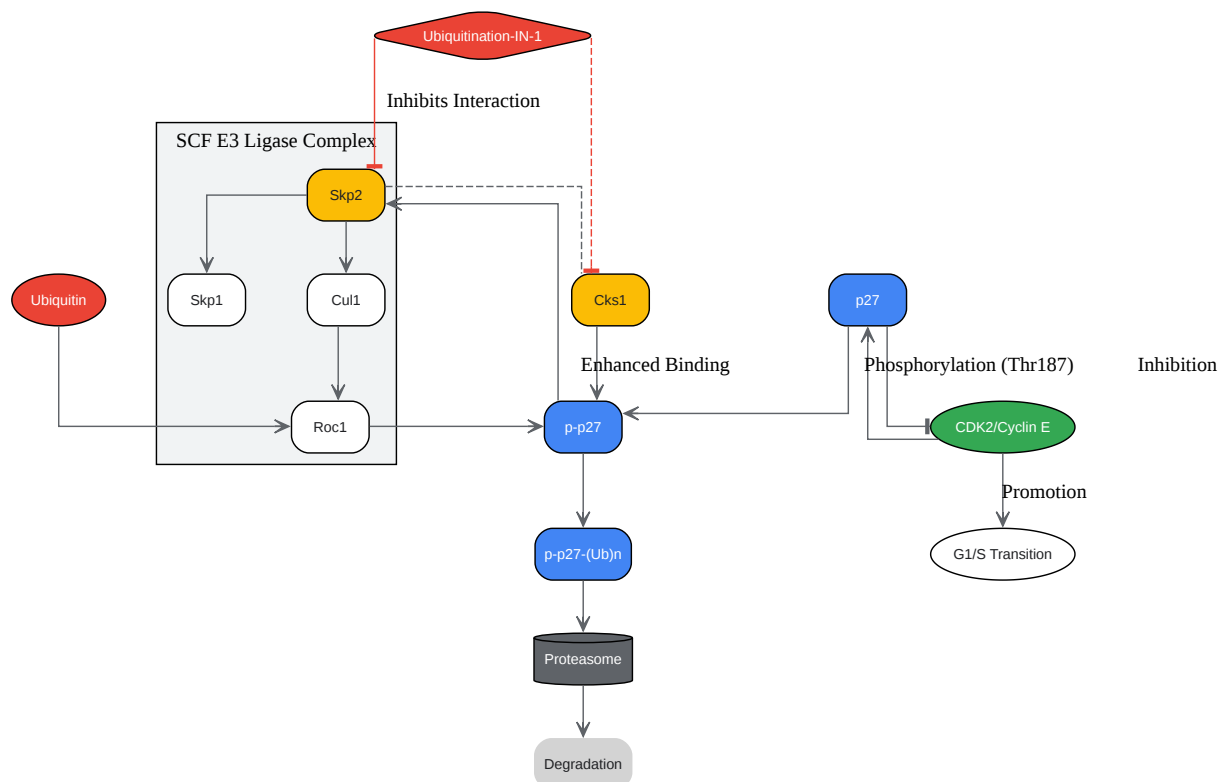 Ubiquitination-IN-1
Inhibits Interaction
SCF E3 Ligase Complex
Skp2
Ubiquitin
Skp1
Cul1
Cks1
p27
Enhanced Binding
Phosphorylation (Thr187)
Inhibition
Roc1
p-p27
CDK2/Cyclin E
Promotion
p-p27-(Ub)n
G1/S Transition
Proteasome
Degradation